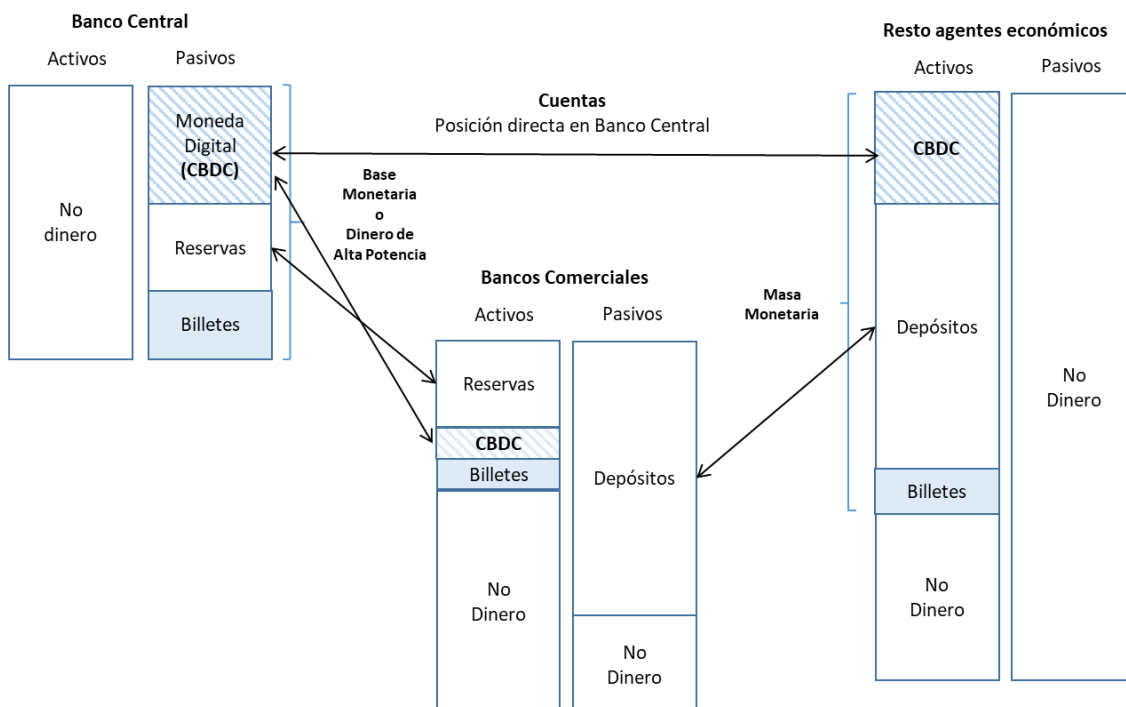 Banco Central
Activos
Pasivos
No
dinero
Moneda
Digital
(CBDC)
Reservas
Billetes
Base
Monetaria
o
Dinero de
Alta Potencia
Cuentas
Posición directa en Banco Central
Bancos Comerciales
Activos
Pasivos
Reservas
CBDC
Billetes
No
Dinero
Depósitos
No
Dinero
Masa
Monetaria
Resto agentes económicos
Activos
Pasivos
CBDC
Depósitos
Billetes
No
Dinero
No
Dinero